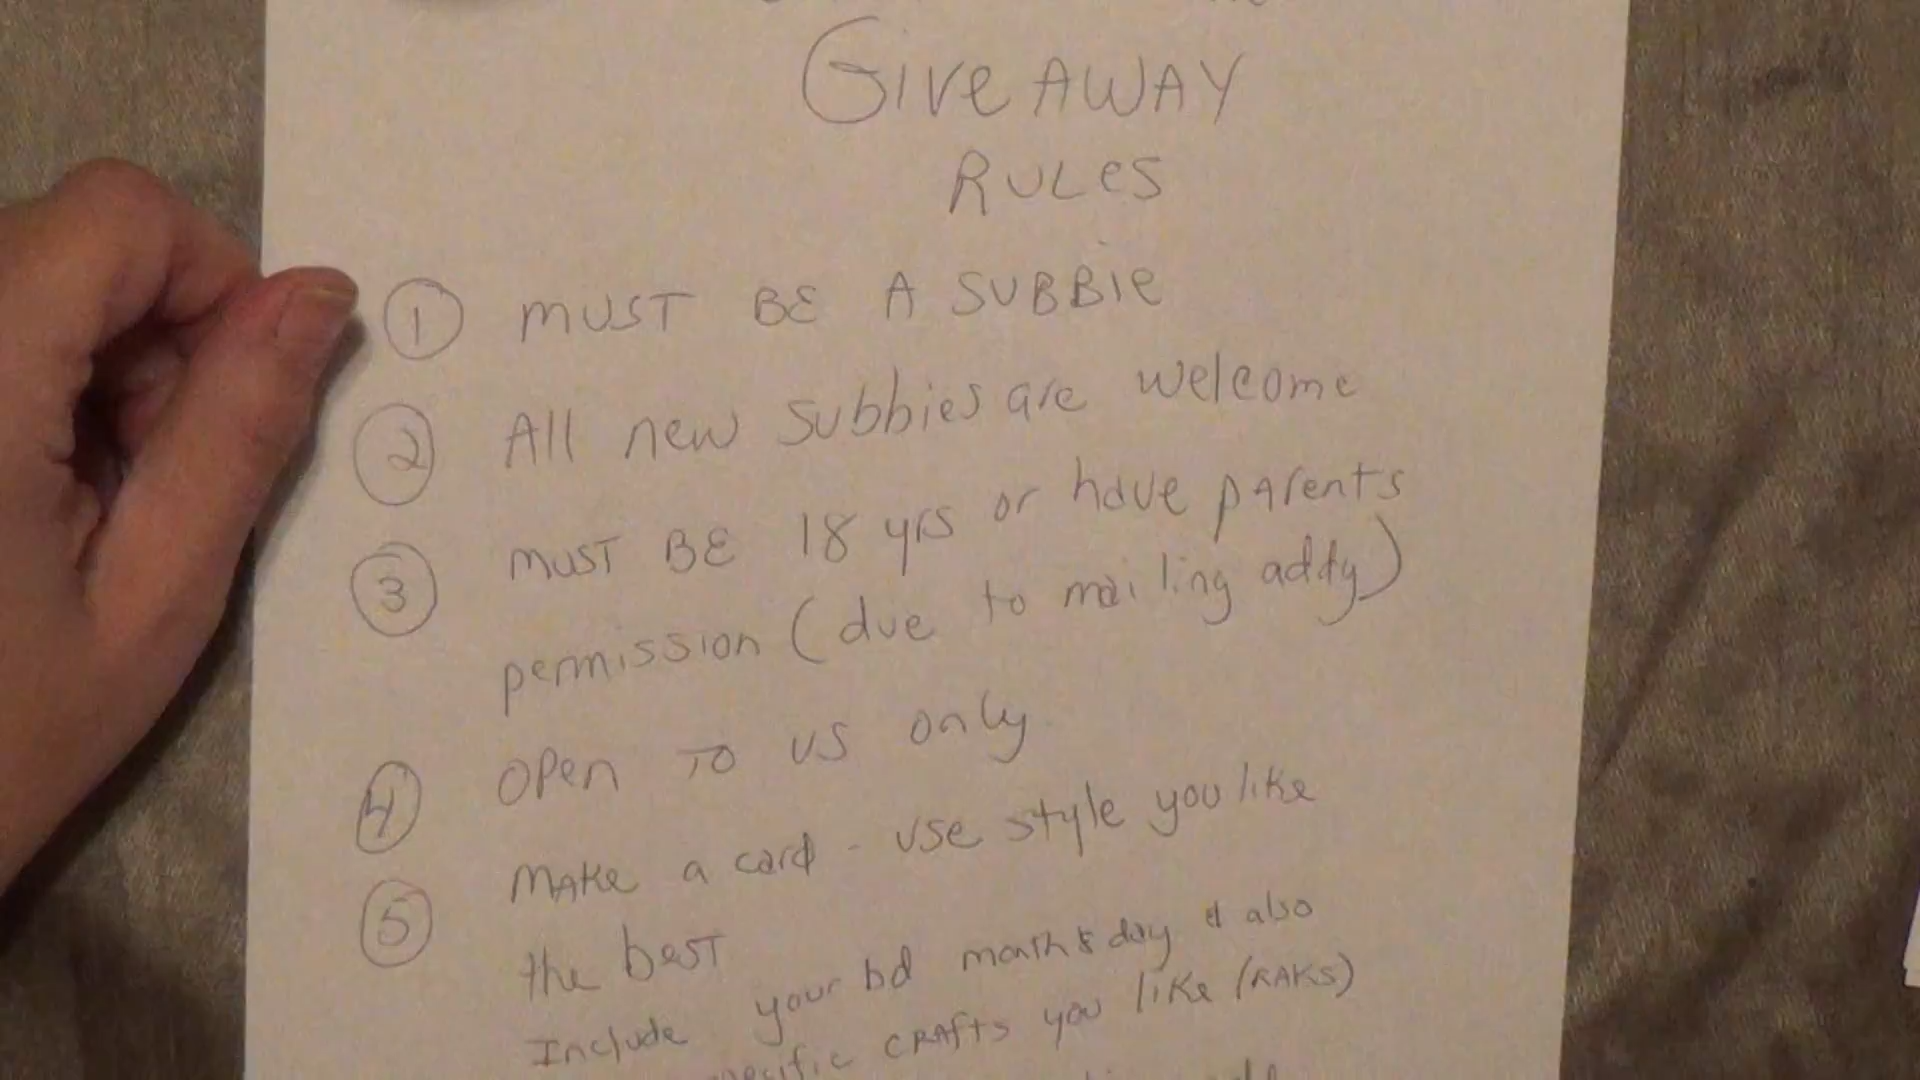 GIVEAWAY
RULES
① MUST BE A SUBBIE
② All new subbies are welcome
③ MUST BE 18 yrs or have parents
permission (due to mailing addy)
④ OPEN TO US only
⑤ MAKE a card - use style you like
the best
Include your bd month & day & also
crafts you like (RAKS)